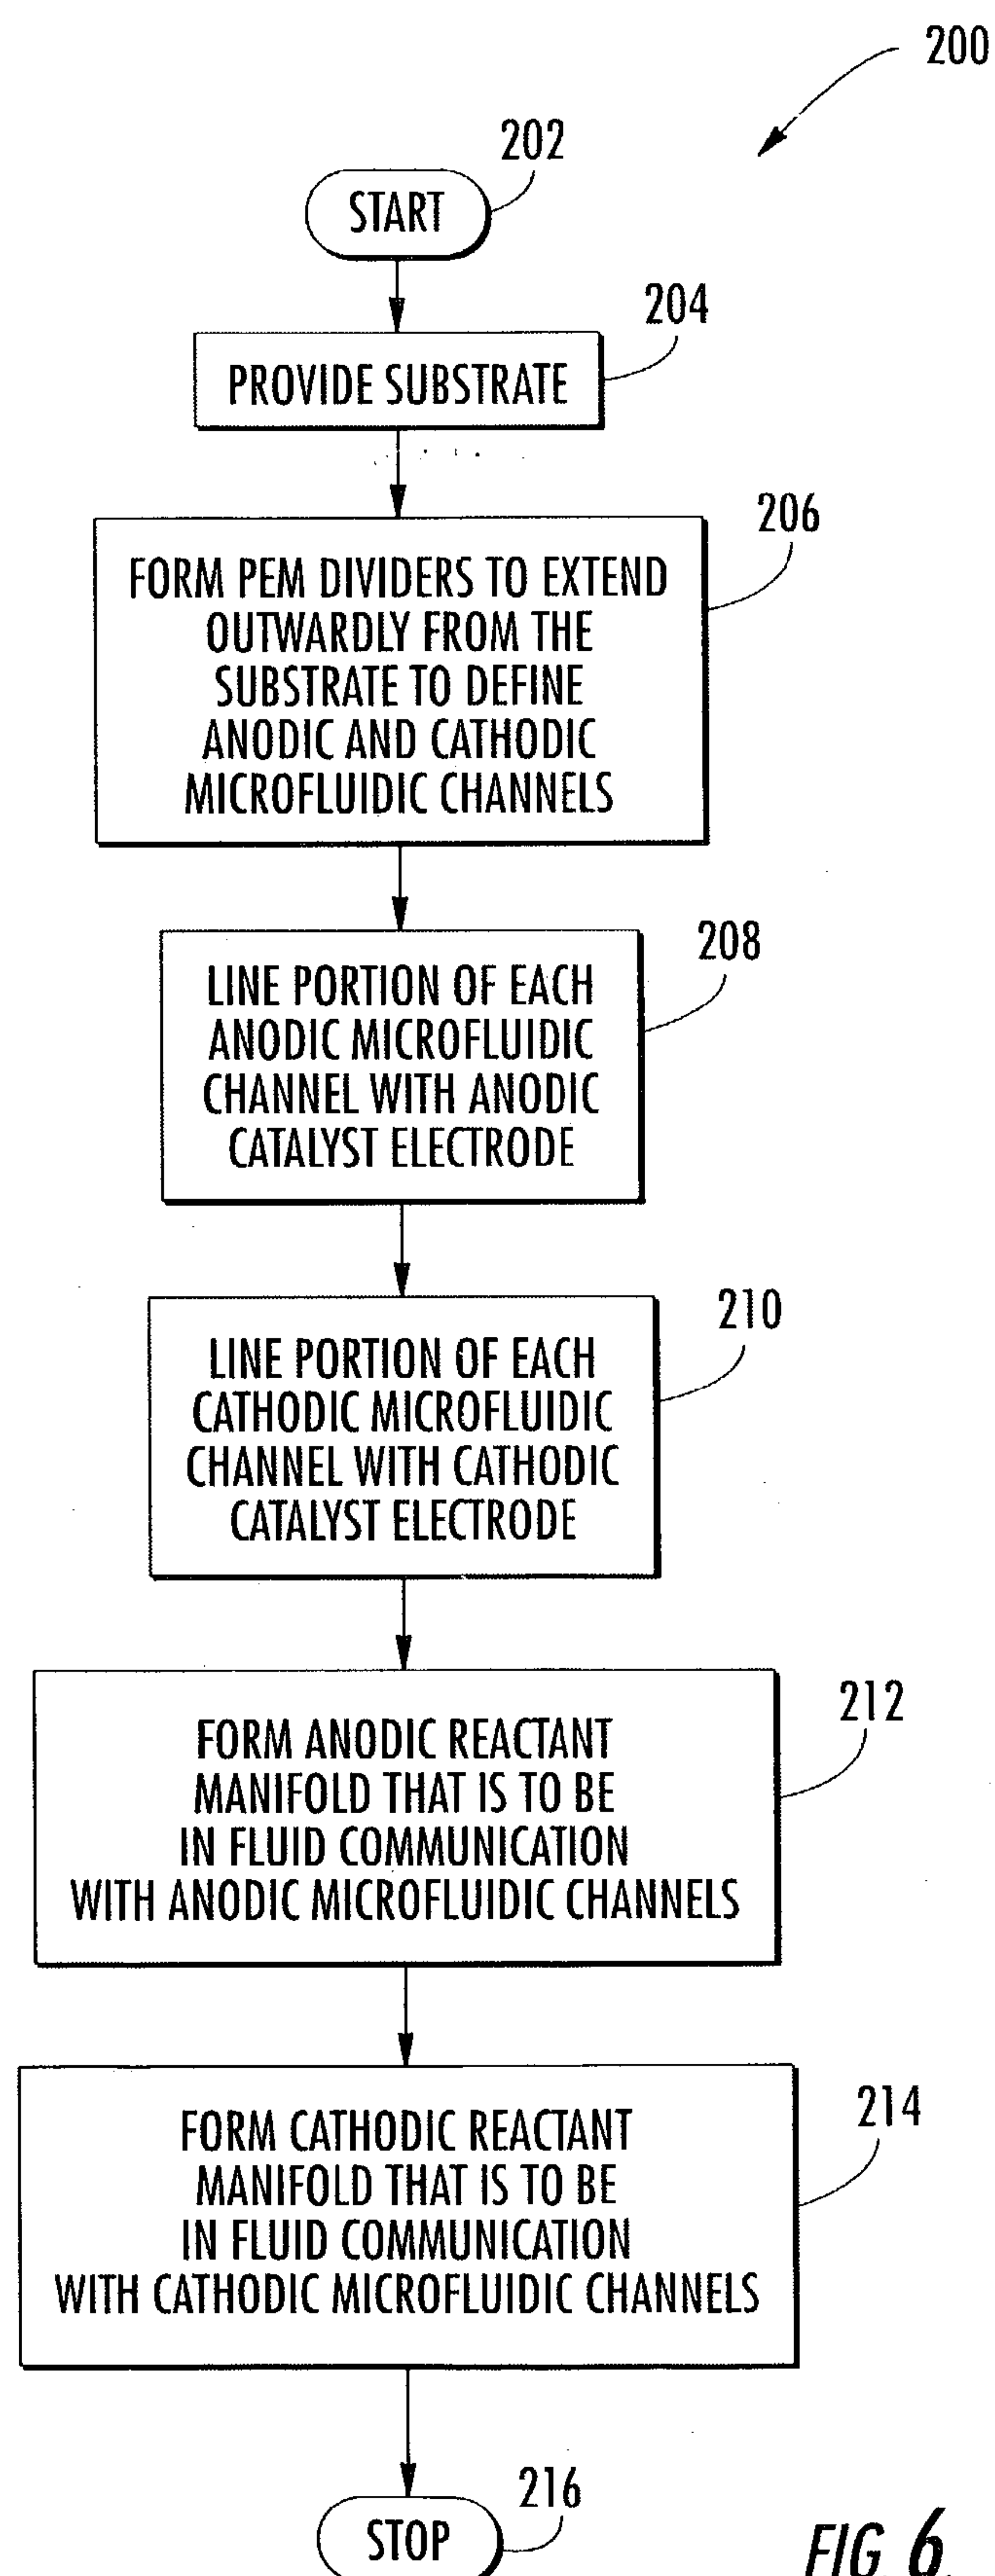 200
202
START
204
PROVIDE SUBSTRATE
206
FORM PEM DIVIDERS TO EXTEND
OUTWARDLY FROM THE
SUBSTRATE TO DEFINE
ANODIC AND CATHODIC
MICROFLUIDIC CHANNELS
208
LINE PORTION OF EACH
ANODIC MICROFLUIDIC
CHANNEL WITH ANODIC
CATALYST ELECTRODE
210
LINE PORTION OF EACH
CATHODIC MICROFLUIDIC
CHANNEL WITH CATHODIC
CATALYST ELECTRODE
212
FORM ANODIC REACTANT
MANIFOLD THAT IS TO BE
IN FLUID COMMUNICATION
WITH ANODIC MICROFLUIDIC CHANNELS
214
FORM CATHODIC REACTANT
MANIFOLD THAT IS TO BE
IN FLUID COMMUNICATION
WITH CATHODIC MICROFLUIDIC CHANNELS
216
STOP
FIG. 6.